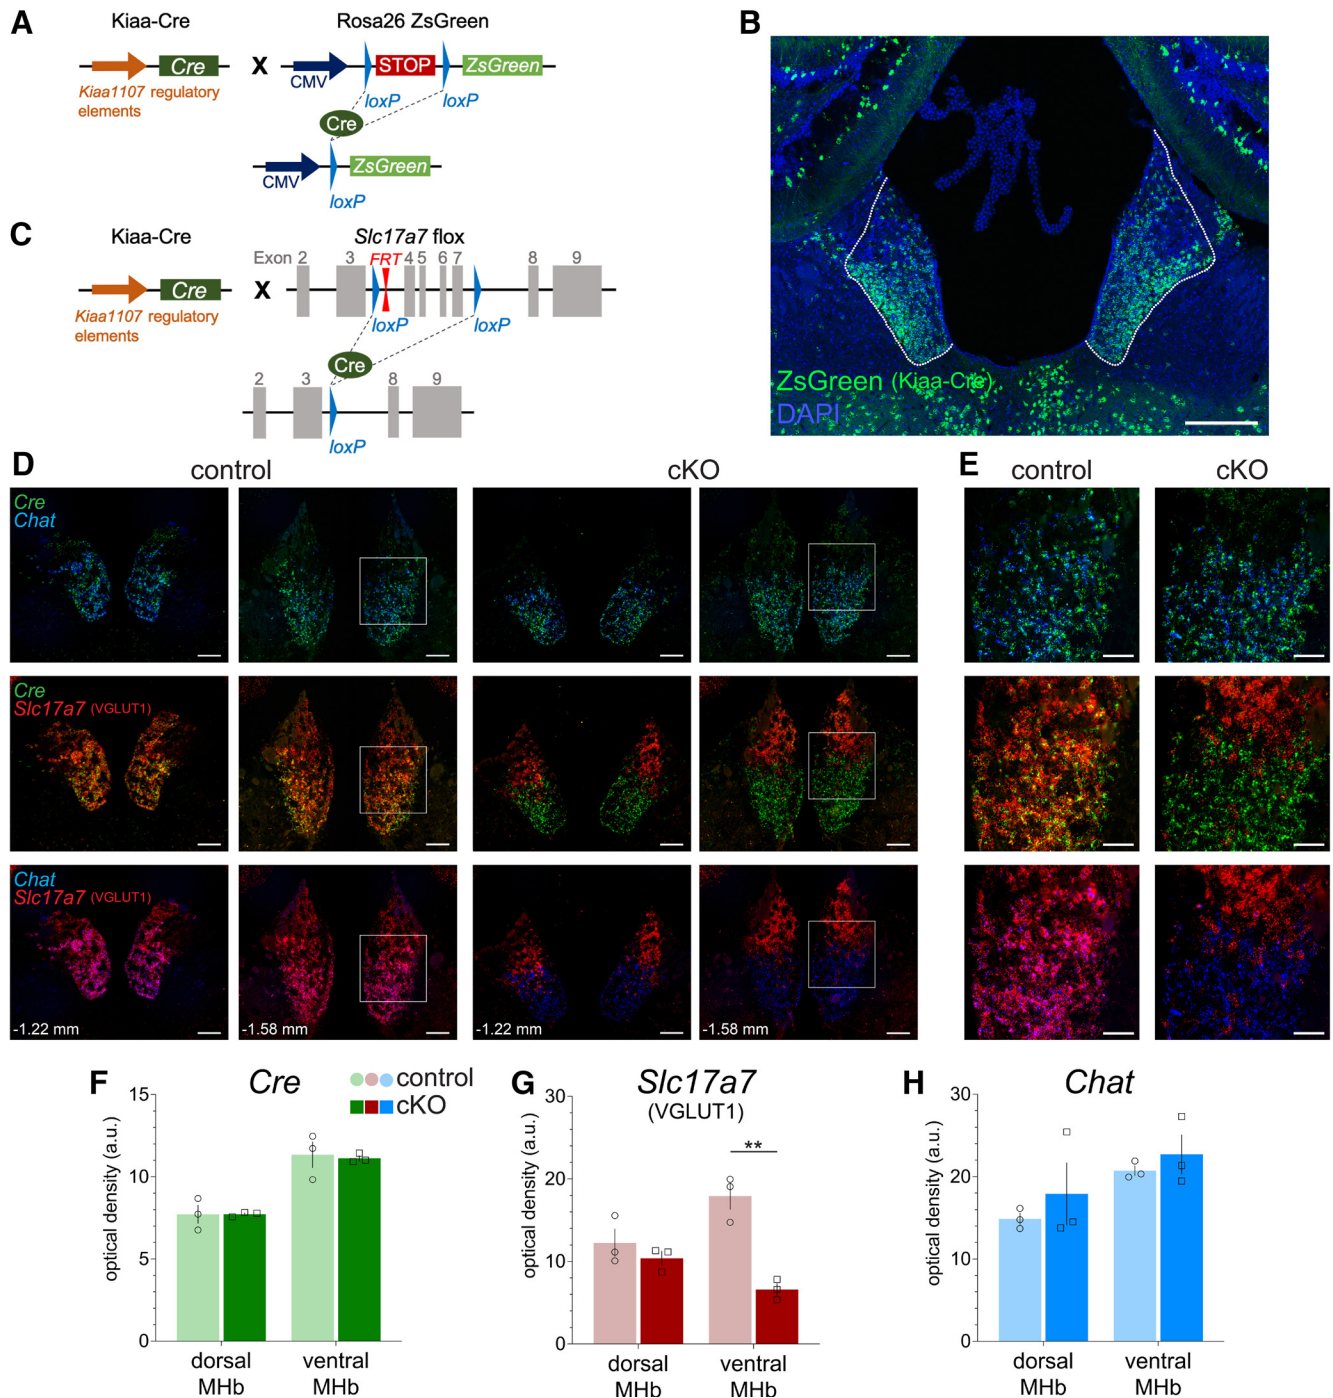 A
Kiaa-Cre
Rosa26 ZsGreen
Cre
X
CMV
STOP
ZsGreen
Kiaa1107 regulatory
elements
loxP
loxP
Cre
CMV
ZsGreen
loxP
B
ZsGreen (Kiaa-Cre)
DAPI
C
Kiaa-Cre
Slc17a7 flox
Exon 2
3
FRT
4
5
6
7
8
9
Cre
X
Kiaa1107 regulatory
elements
loxP
loxP
Cre
2
3
8
9
loxP
D
control
cKO
Cre
Chat
Cre
Slc17a7 (VGLUT1)
Chat
Slc17a7 (VGLUT1)
-1.22 mm
-1.58 mm
-1.22 mm
-1.58 mm
E
control
cKO
F
Cre
control
cKO
optical density (a.u.)
15
10
5
0
dorsal
MHb
ventral
MHb
G
Slc17a7
(VGLUT1)
**
optical density (a.u.)
30
20
10
0
dorsal
MHb
ventral
MHb
H
Chat
optical density (a.u.)
30
20
10
0
dorsal
MHb
ventral
MHb